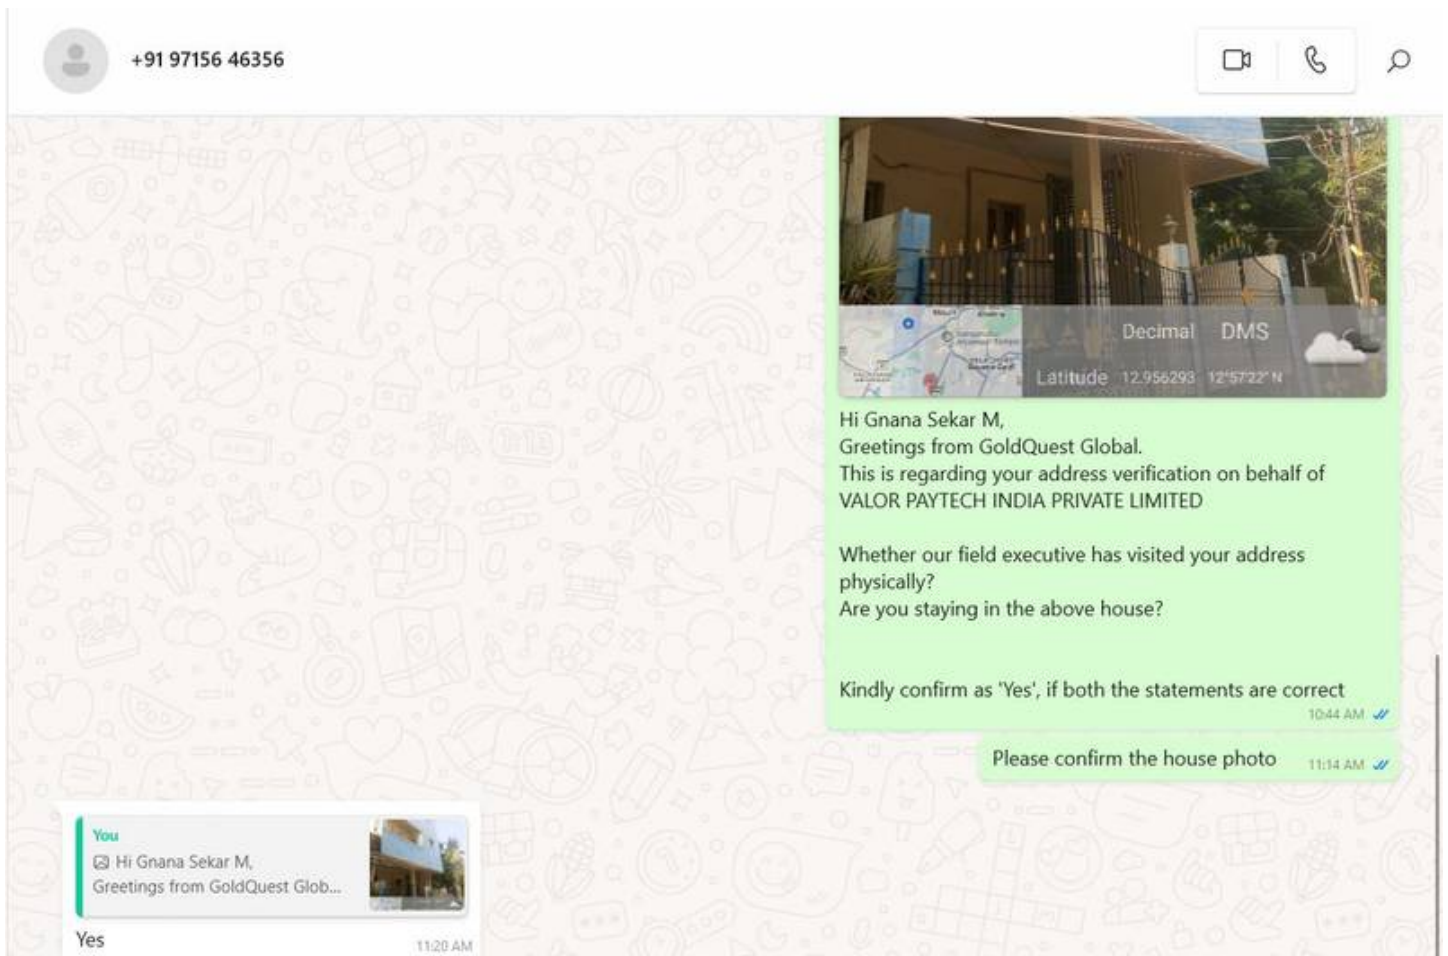 +91 97156 46356
Decimal DMS
Latitude 12.956293 12°57'22" N
Hi Gnana Sekar M,
Greetings from GoldQuest Global.
This is regarding your address verification on behalf of
VALOR PAYTECH INDIA PRIVATE LIMITED
Whether our field executive has visited your address
physically?
Are you staying in the above house?
Kindly confirm as 'Yes', if both the statements are correct
10:44 AM
Please confirm the house photo 11:14 AM
You
Hi Gnana Sekar M,
Greetings from GoldQuest Glob...
Yes 11:20 AM